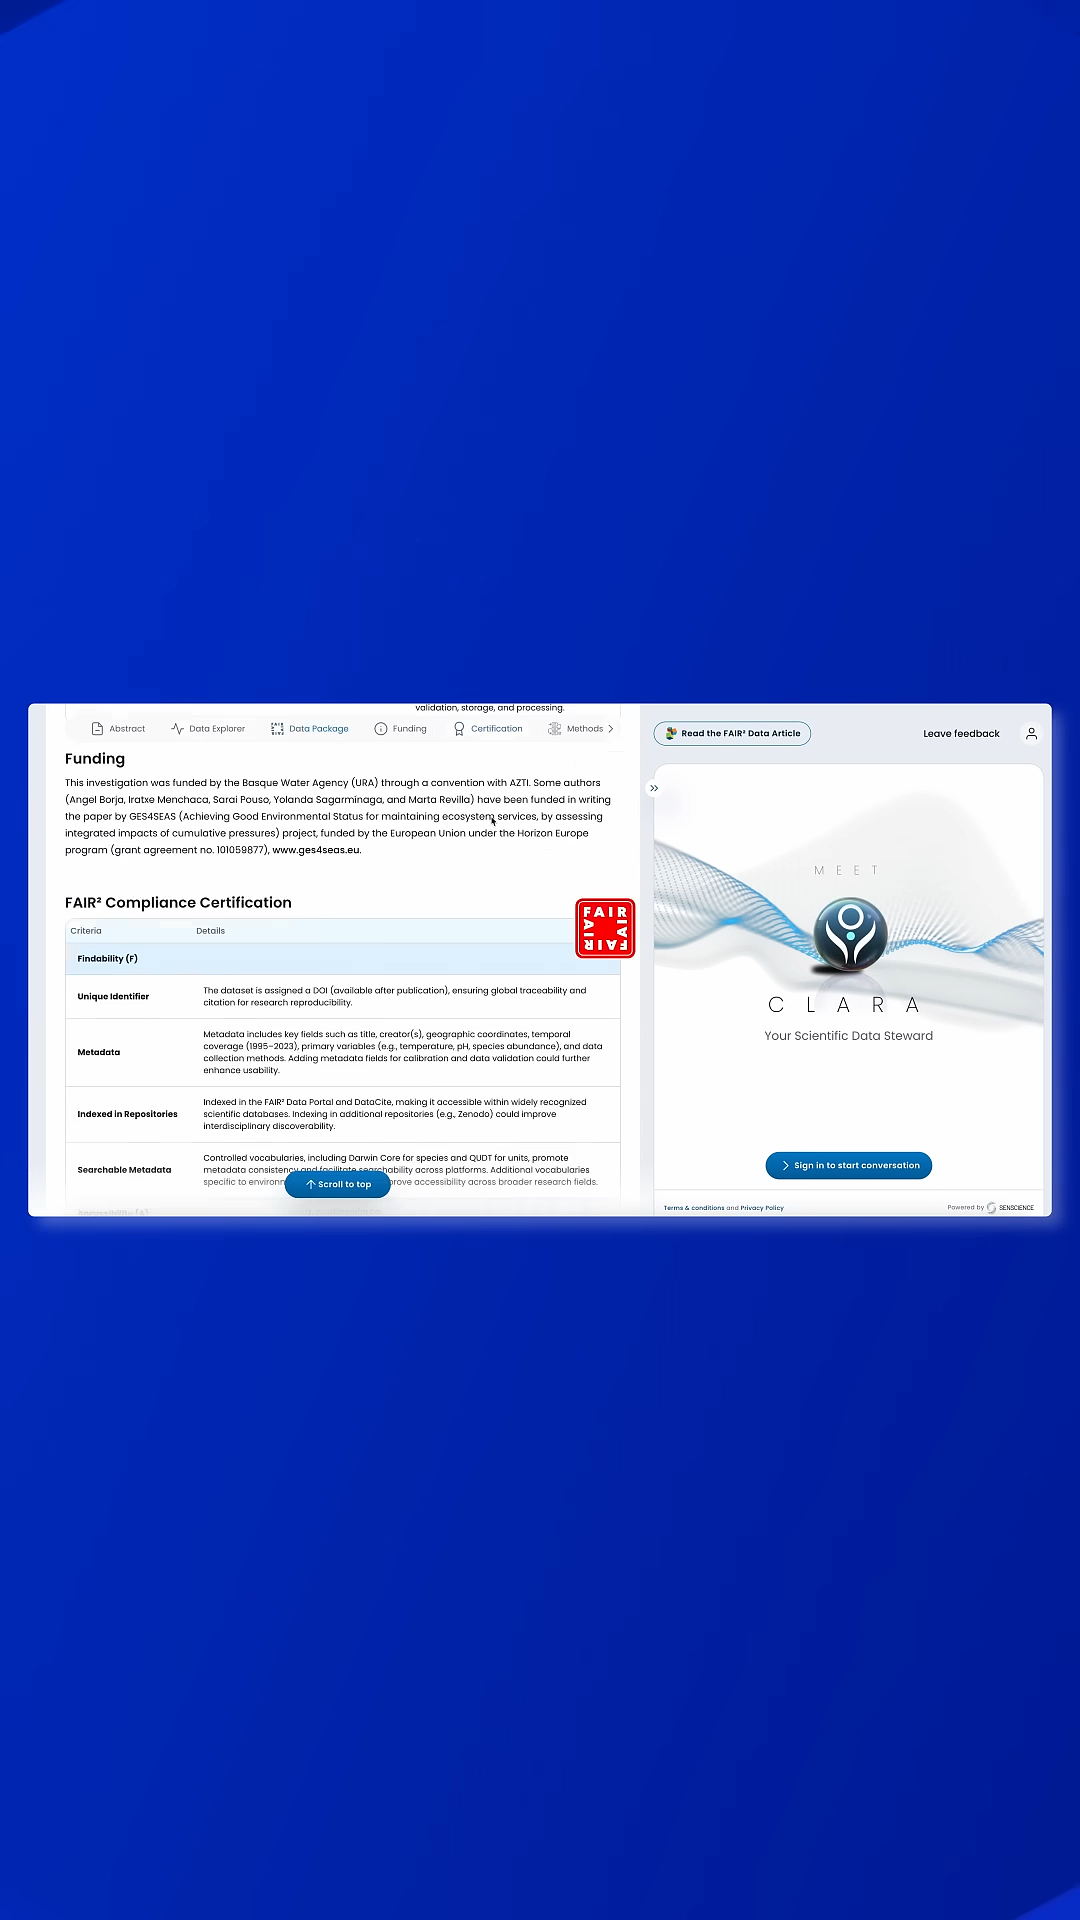 validation, storage, and processing.
Abstract
Data Explorer
Data Package
Funding
Certification
Methods
Funding
This investigation was funded by the Basque Water Agency (URA) through a convention with AZTI. Some authors
(Angel Borja, Iratxe Menchaca, Sarai Pouso, Yolanda Sagarmínaga, and Marta Revilla) have been funded in writing
the paper by GES4SEAS (Achieving Good Environmental Status for maintaining ecosystem services, by assessing
integrated impacts of cumulative pressures) project, funded by the European Union under the Horizon Europe
program (grant agreement no. 101059877), www.ges4seas.eu.
FAIR² Compliance Certification
FAIR
FAIR
Criteria Details
Findability (F)
Unique Identifier
The dataset is assigned a DOI (available after publication), ensuring global traceability and
citation for research reproducibility.
Metadata
Metadata includes key fields such as title, creator(s), geographic coordinates, temporal
coverage (1995–2023), primary variables (e.g., temperature, pH, species abundance), and data
collection methods. Adding metadata fields for calibration and data validation could further
enhance usability.
Indexed in Repositories
Indexed in the FAIR² Data Portal and DataCite, making it accessible within widely recognized
scientific databases. Indexing in additional repositories (e.g., Zenodo) could improve
interdisciplinary discoverability.
Searchable Metadata
Controlled vocabularies, including Darwin Core for species and QUDT for units, promote
metadata consistency and facilitate searchability across platforms. Additional vocabularies
specific to accessibility across broader research fields.
Scroll to top
Accessibility (A)
Read the FAIR² Data Article
Leave feedback
MEET
CLARA
Your Scientific Data Steward
Sign in to start conversation
Terms & conditions and Privacy Policy
Powered by SENSCIENCE